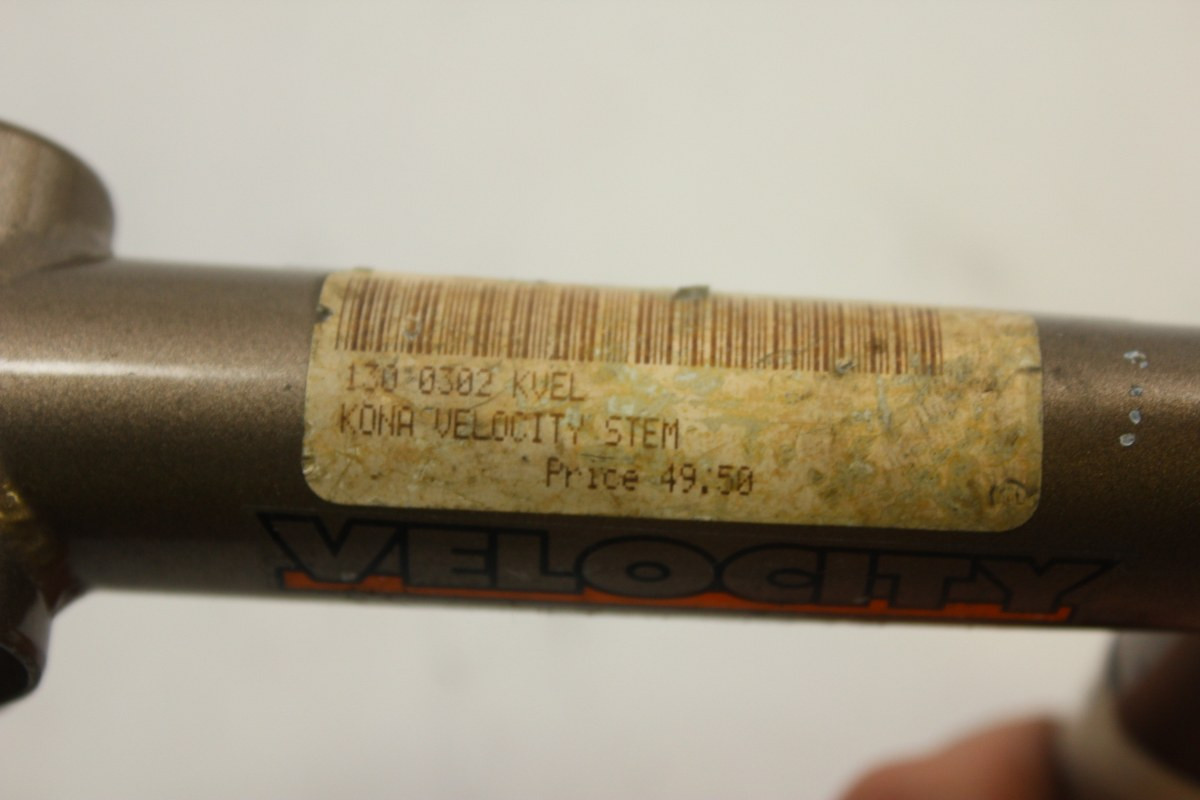 130 0302 KVEL
KONA VELOCITY STEM
Price 49.50
VELOCITY